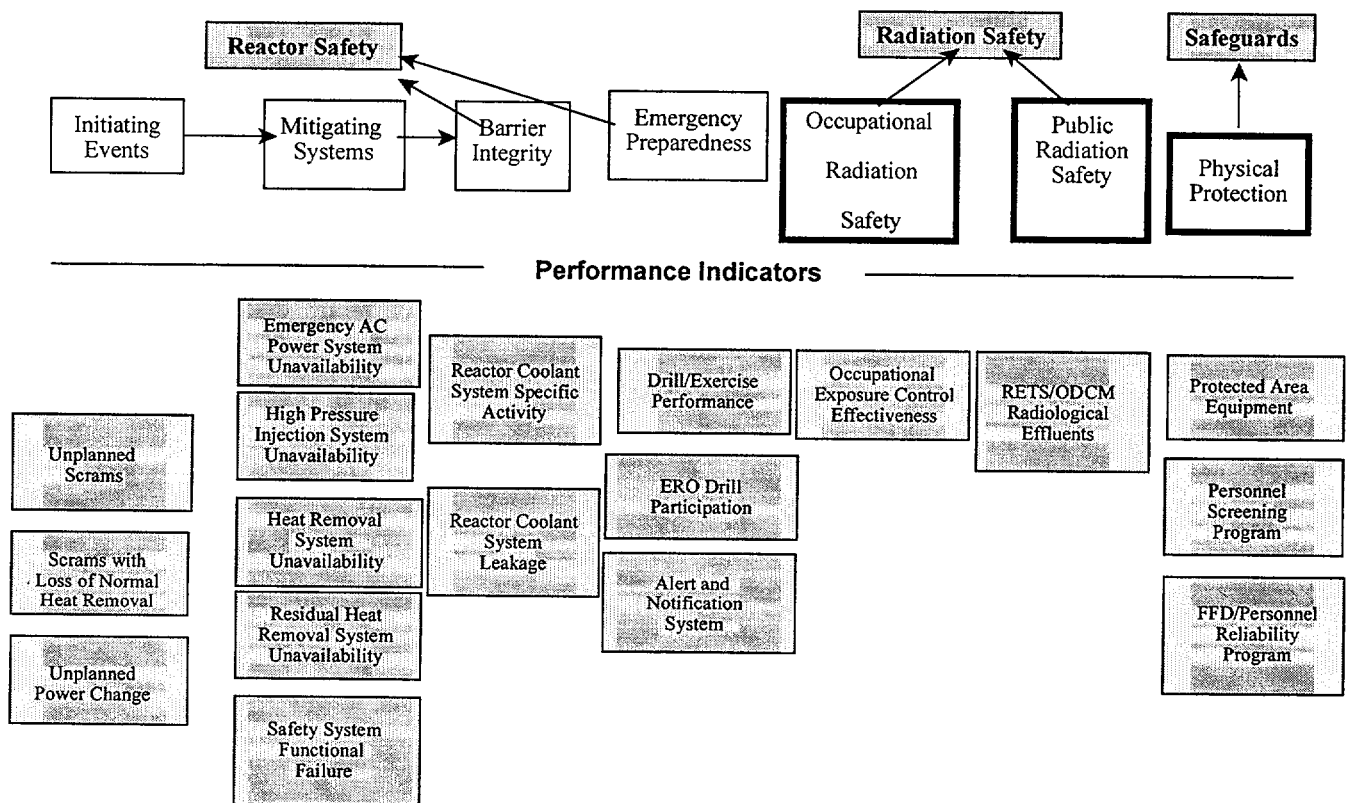 Reactor Safety
Radiation Safety
Safeguards
Initiating
Events
Mitigating
Systems
Barrier
Integrity
Emergency
Preparedness
Occupational
Radiation
Safety
Public
Radiation
Safety
Physical
Protection
Performance Indicators
Unplanned
Scrams
Scrams with
Loss of Normal
Heat Removal
Unplanned
Power Change
Emergency AC
Power System
Unavailability
High Pressure
Injection System
Unavailability
Heat Removal
System
Unavailability
Residual Heat
Removal System
Unavailability
Safety System
Functional
Failure
Reactor Coolant
System Specific
Activity
Reactor Coolant
System
Leakage
Drill/Exercise
Performance
ERO Drill
Participation
Alert and
Notification
System
Occupational
Exposure Control
Effectiveness
RETS/ODCM
Radiological
Effluents
Protected Area
Equipment
Personnel
Screening
Program
FFD/Personnel
Reliability
Program